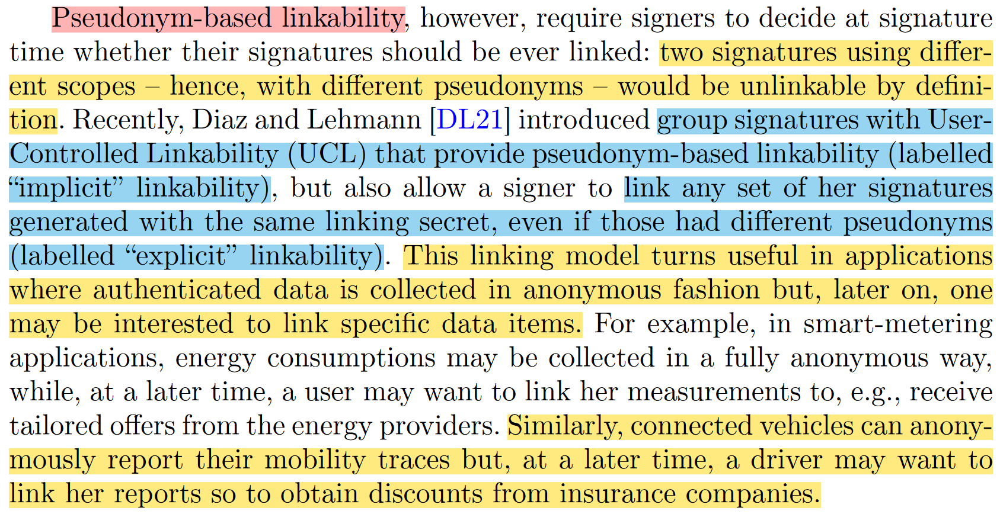 Pseudonym-based linkability, however, require signers to decide at signature
time whether their signatures should be ever linked: two signatures using differ-
ent scopes – hence, with different pseudonyms – would be unlinkable by defini-
tion. Recently, Diaz and Lehmann [DL21] introduced group signatures with User-
Controlled Linkability (UCL) that provide pseudonym-based linkability (labelled
“implicit” linkability), but also allow a signer to link any set of her signatures
generated with the same linking secret, even if those had different pseudonyms
(labelled “explicit” linkability). This linking model turns useful in applications
where authenticated data is collected in anonymous fashion but, later on, one
may be interested to link specific data items. For example, in smart-metering
applications, energy consumptions may be collected in a fully anonymous way,
while, at a later time, a user may want to link her measurements to, e.g., receive
tailored offers from the energy providers. Similarly, connected vehicles can anony-
mously report their mobility traces but, at a later time, a driver may want to
link her reports so to obtain discounts from insurance companies.